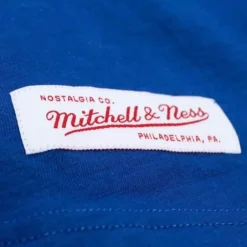 NOSTALGIA CO.
Mitchell & Ness
PHILADELPHIA, PA.